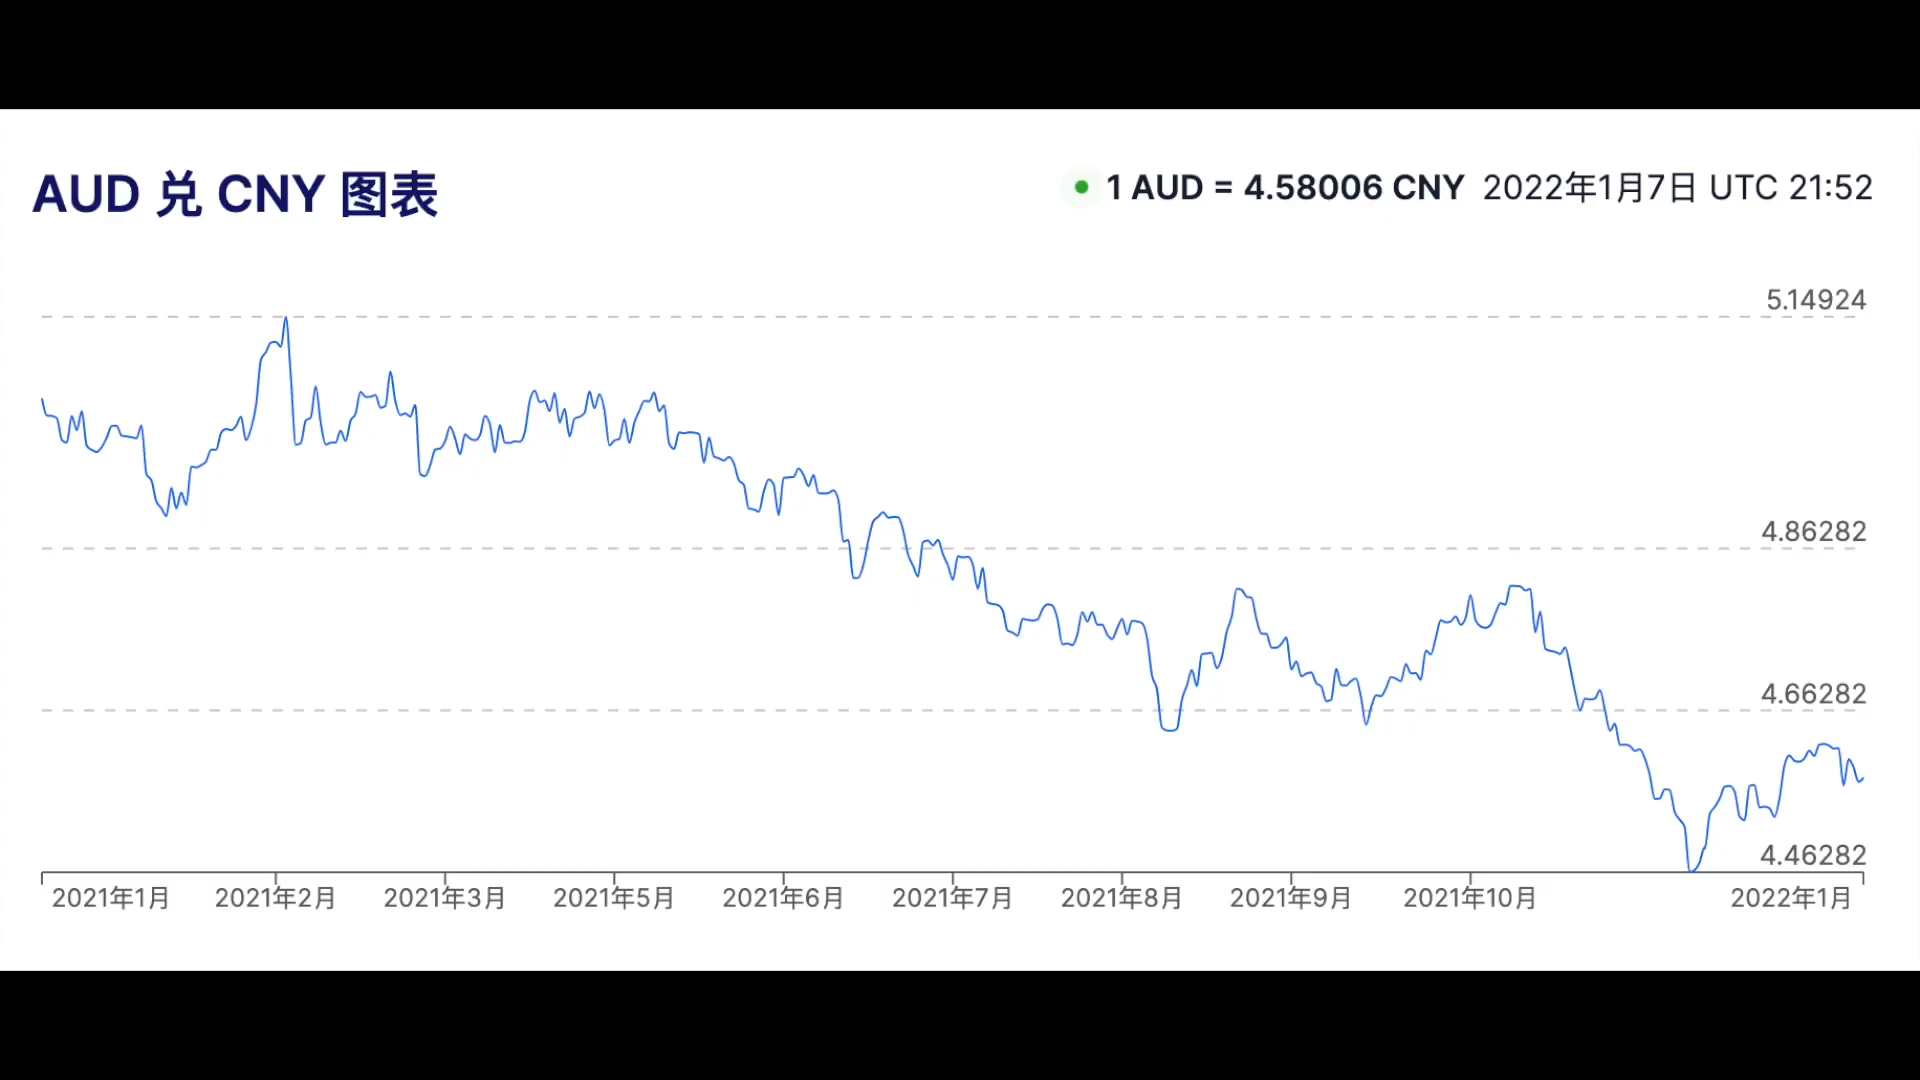 AUD 兑 CNY 图表
1 AUD = 4.58006 CNY 2022年1月7日 UTC 21:52
5.14924
4.86282
4.66282
4.46282
2021年1月 2021年2月 2021年3月 2021年5月 2021年6月 2021年7月 2021年8月 2021年9月 2021年10月 2022年1月